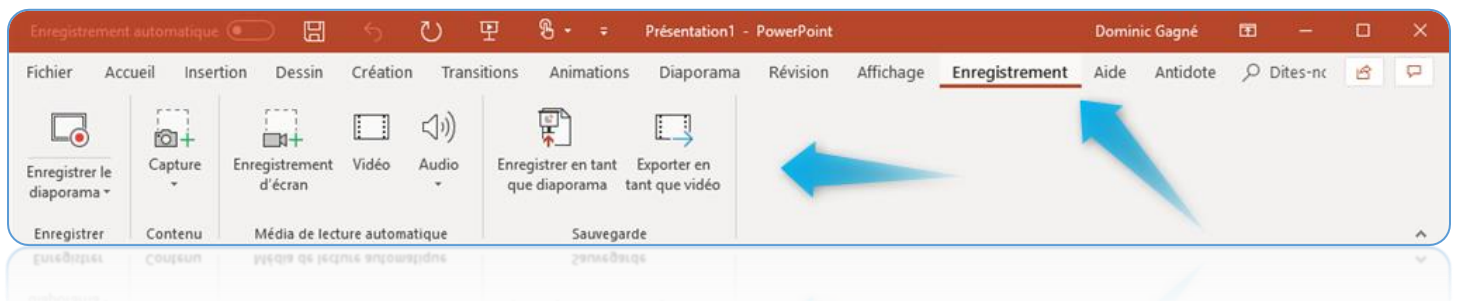 Enregistrement automatique Présentation1 - PowerPoint Dominic Gagné
Fichier Accueil Insertion Dessin Création Transitions Animations Diaporama Révision Affichage Enregistrement Aide Antidote Dites-nc
Enregistrer le diaporama
Capture
Enregistrement d'écran
Vidéo
Audio
Enregistrer en tant que diaporama
Exporter en tant que vidéo
Enregistrer Contenu Média de lecture automatique Sauvegarde